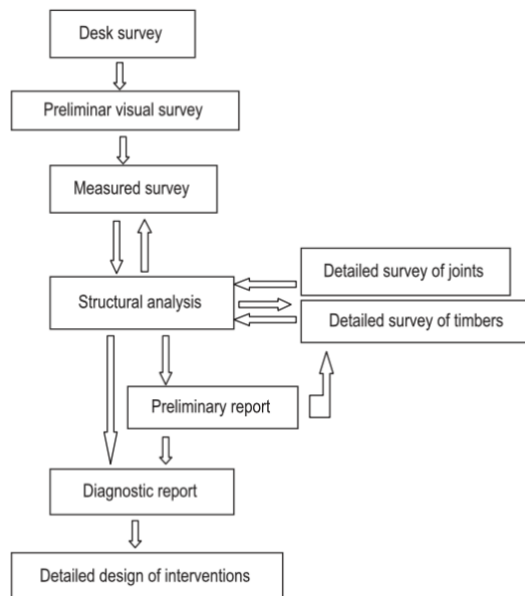 Desk survey
Preliminar visual survey
Measured survey
Detailed survey of joints
Structural analysis
Detailed survey of timbers
Preliminary report
Diagnostic report
Detailed design of interventions